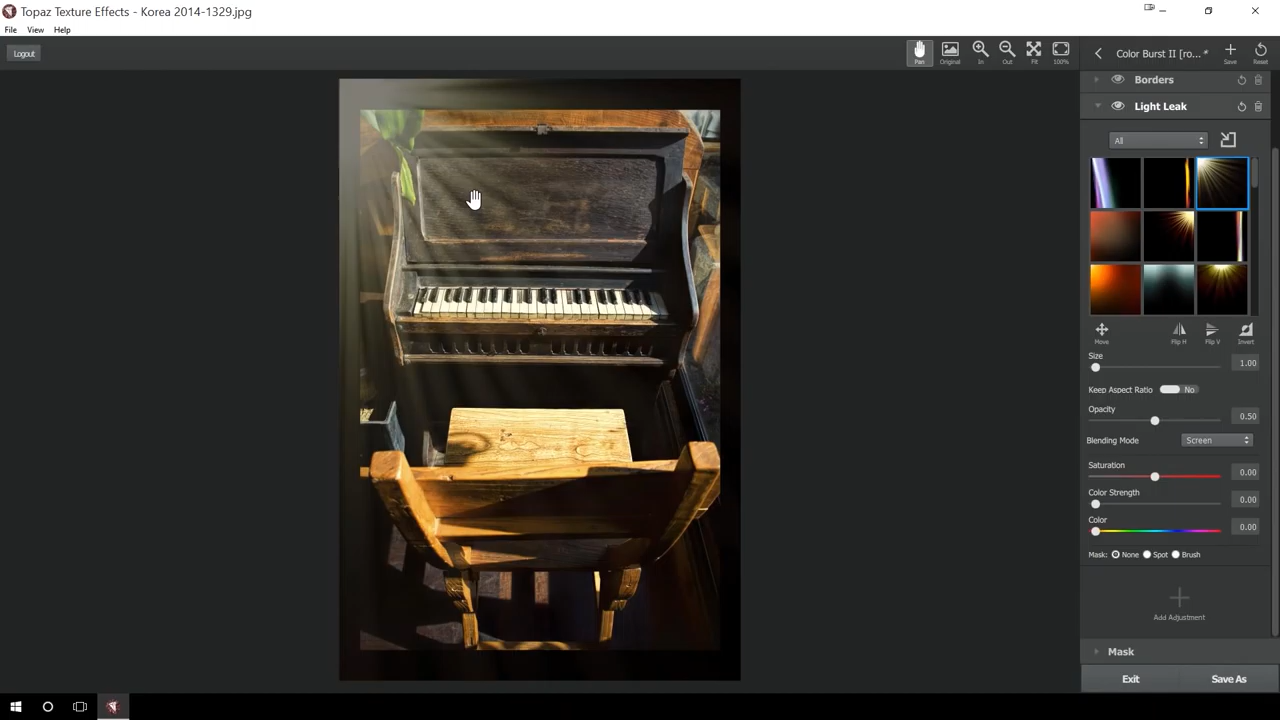 Topaz Texture Effects - Korea 2014-1329.jpg
File View Help
Logout
Pan Original In Out Fit 100%
Color Burst II [ro... * Save Reset
Borders
Light Leak
All
Move Flip H Flip V Invert
Size
1.00
Keep Aspect Ratio No
Opacity
0.50
Blending Mode Screen
Saturation
0.00
Color Strength
0.00
Color
0.00
Mask: None Spot Brush
Add Adjustment
Mask
Exit Save As